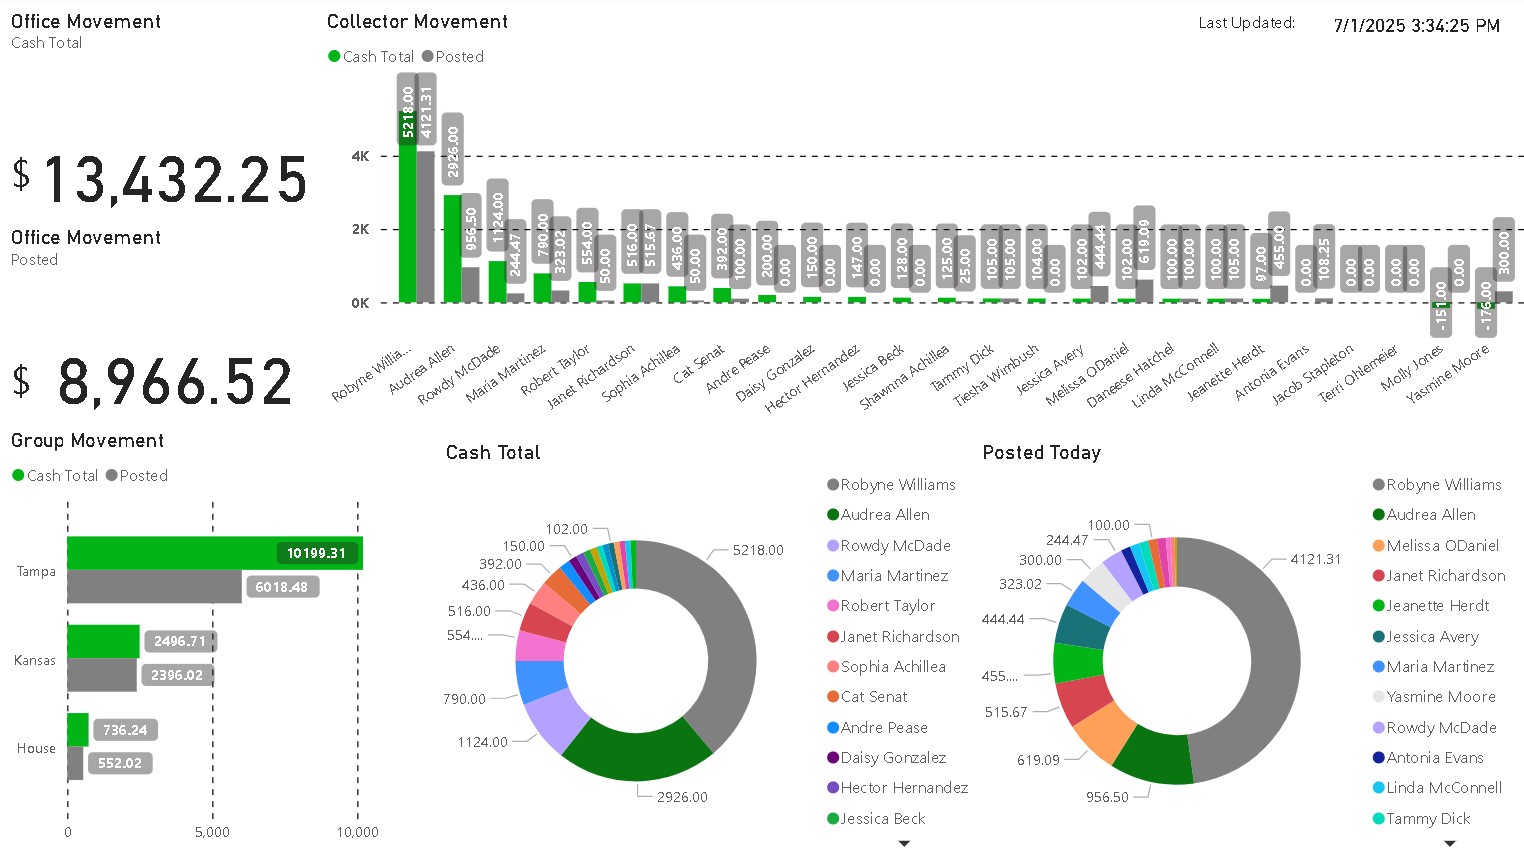 Office Movement
Cash Total
$ 13,432.25
Office Movement
Posted
$ 8,966.52
Collector Movement
Last Updated: 7/1/2025 3:34:25 PM
Cash Total Posted
4K
2K
0K
5218.00 4121.31
2926.00 956.50
1124.00 244.47
790.00 323.02
554.00 50.00
516.00 515.67
436.00 50.00
392.00 100.00
200.00 0.00
150.00 0.00
147.00 0.00
128.00 0.00
125.00 25.00
105.00 105.00
104.00 0.00
102.00 444.44
102.00 619.09
100.00 100.00
100.00 105.00
97.00 455.00
0.00 108.25
0.00 0.00
0.00 0.00
-151.00 0.00
-176.00 300.00
Robyne Willia...
Audrea Allen
Rowdy McDade
Maria Martinez
Robert Taylor
Janet Richardson
Sophia Achillea
Cat Senat
Andre Pease
Daisy Gonzalez
Hector Hernandez
Jessica Beck
Shawnna Achillea
Tammy Dick
Tiesha Wimbush
Jessica Avery
Melissa ODaniel
Daneese Hatchel
Linda McConnell
Jeanette Herdt
Antonia Evans
Jacob Stapleton
Terri Ohlemeier
Molly Jones
Yasmine Moore
Group Movement
Cash Total Posted
Tampa
10199.31
6018.48
Kansas
2496.71
2396.02
House
736.24
552.02
0 5,000 10,000
Cash Total
102.00
150.00
392.00
436.00
516.00
554....
790.00
1124.00
5218.00
2926.00
Robyne Williams
Audrea Allen
Rowdy McDade
Maria Martinez
Robert Taylor
Janet Richardson
Sophia Achillea
Cat Senat
Andre Pease
Daisy Gonzalez
Hector Hernandez
Jessica Beck
Posted Today
100.00
244.47
300.00
323.02
444.44
455....
515.67
619.09
956.50
4121.31
Robyne Williams
Audrea Allen
Melissa ODaniel
Janet Richardson
Jeanette Herdt
Jessica Avery
Maria Martinez
Yasmine Moore
Rowdy McDade
Antonia Evans
Linda McConnell
Tammy Dick